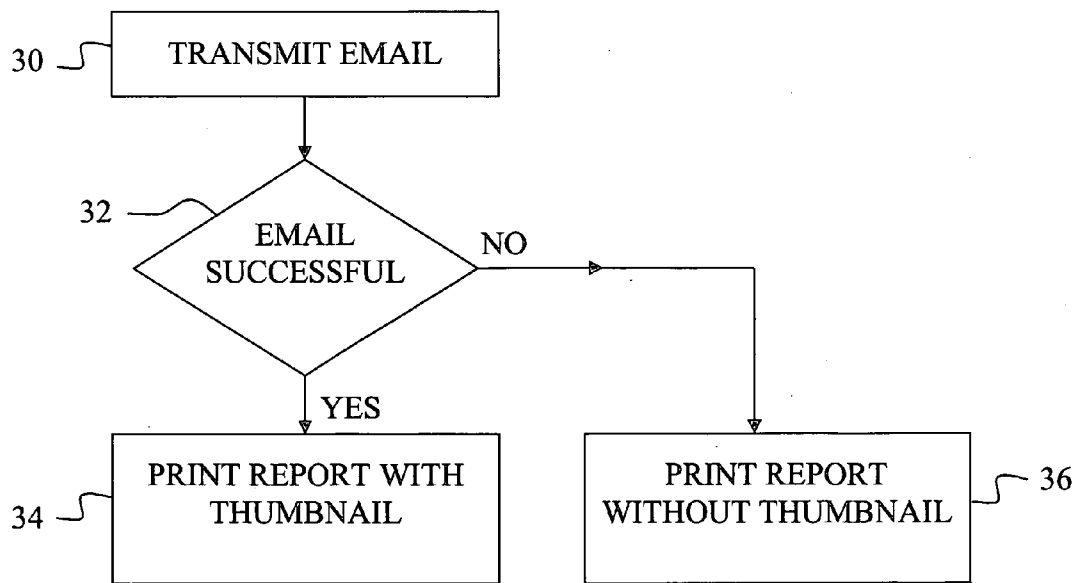 30
TRANSMIT EMAIL
32
EMAIL
SUCCESSFUL
NO
YES
34
PRINT REPORT WITH
THUMBNAIL
PRINT REPORT
WITHOUT THUMBNAIL
36